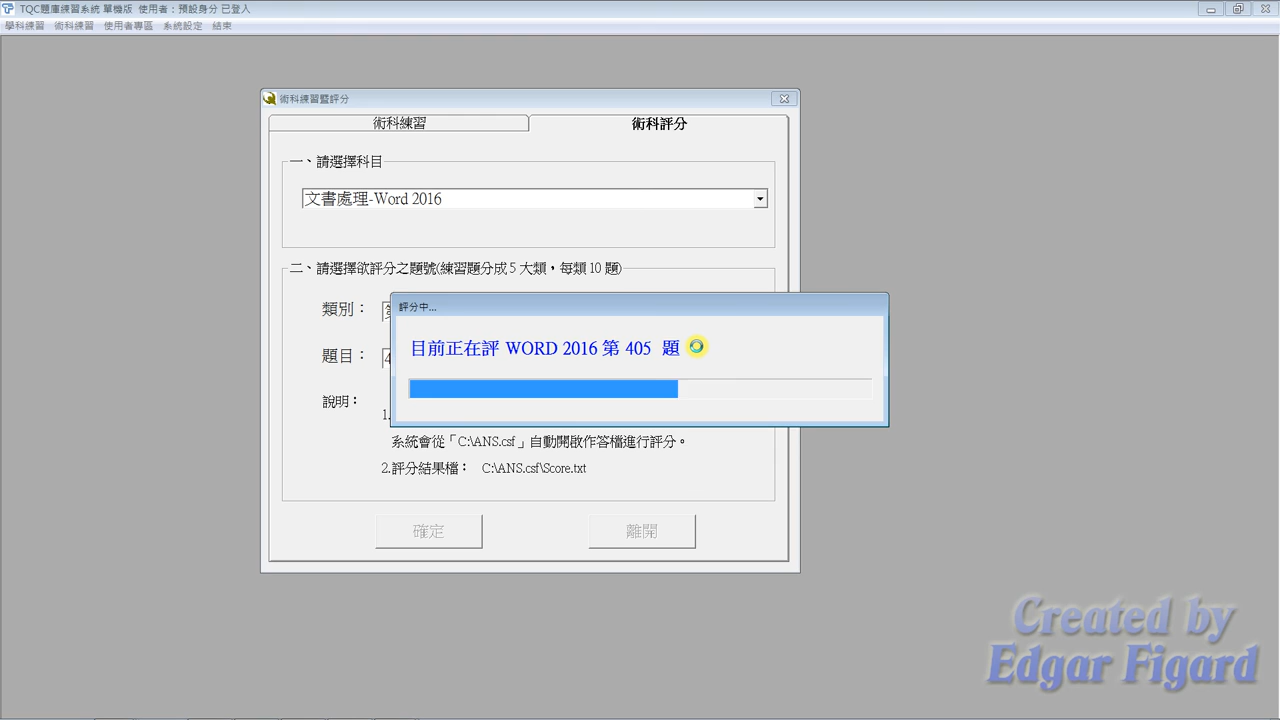 TQC題庫練習系統 單機版 使用者：預設身分 已登入
學科練習 術科練習 使用者專區 系統設定 結束
術科練習暨評分
術科練習 術科評分
一、請選擇科目
文書處理-Word 2016
二、請選擇欲評分之題號(練習題分成 5 大類，每類 10 題)
類別：
評分中...
目前正在評 WORD 2016 第 405 題
題目： 4
說明：
1.
系統會從「C:\ANS.csf」自動開啟作答檔進行評分。
2.評分結果檔： C:\ANS.csf\Score.txt
確定 離開
Created by
Edgar Figard